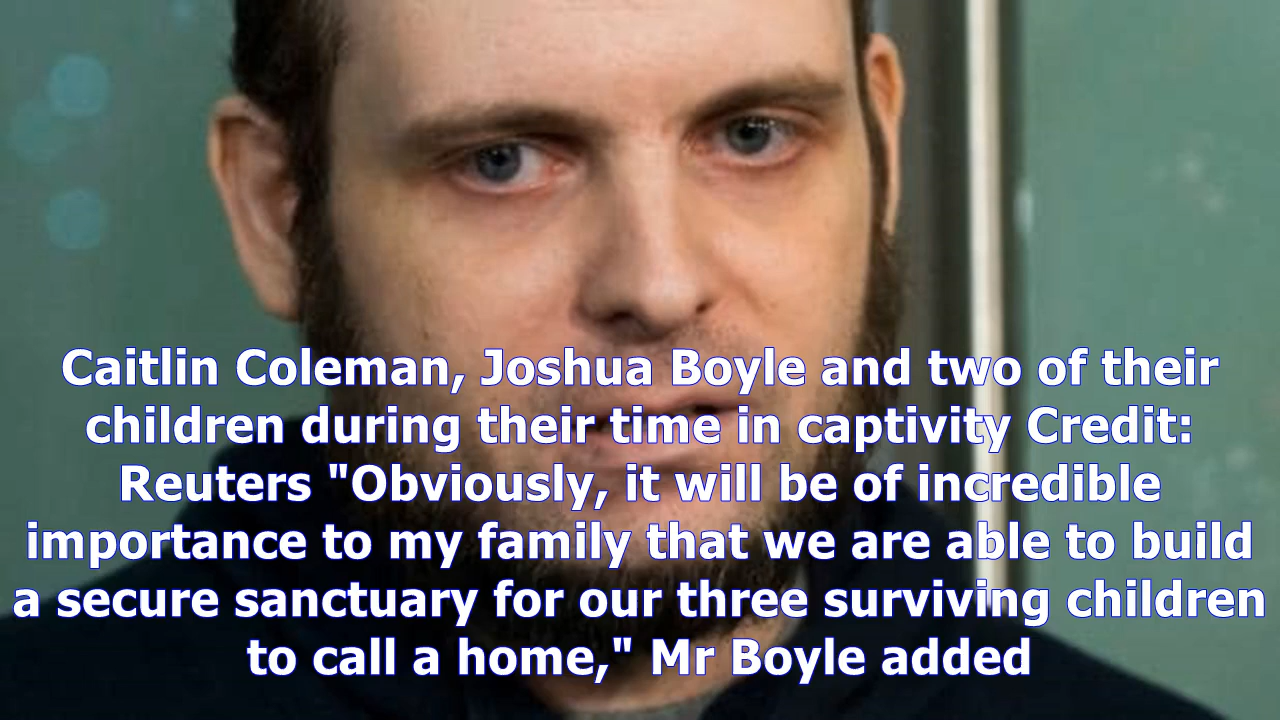 Caitlin Coleman, Joshua Boyle and two of their
children during their time in captivity Credit:
Reuters "Obviously, it will be of incredible
importance to my family that we are able to build
a secure sanctuary for our three surviving children
to call a home," Mr Boyle added